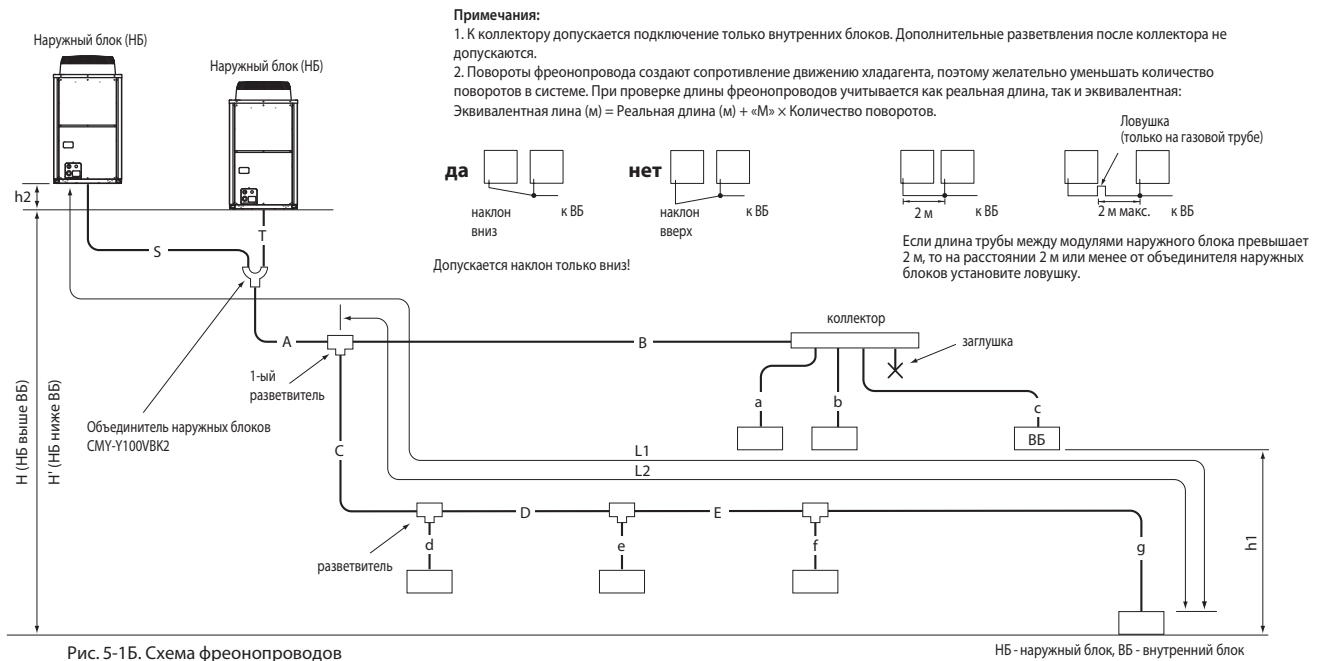 Примечания:
1. К коллектору допускается подключение только внутренних блоков. Дополнительные разветвления после коллектора не
допускаются.
2. Повороты фреонопровода создают сопротивление движению хладагента, поэтому желательно уменьшать количество
поворотов в системе. При проверке длины фреонопроводов учитывается как реальная длина, так и эквивалентная:
Эквивалентная лина (м) = Реальная длина (м) + «М» × Количество поворотов.
Наружный блок (НБ)
Наружный блок (НБ)
Ловушка
(только на газовой трубе)
да
нет
наклон
вниз
к ВБ
наклон
вверх
к ВБ
2 м
к ВБ
2 м макс.
к ВБ
Допускается наклон только вниз!
Если длина трубы между модулями наружного блока превышает
2 м, то на расстоянии 2 м или менее от объединителя наружных
блоков установите ловушку.
h2
S
T
H (НБ выше ВБ)
H' (НБ ниже ВБ)
A
B
коллектор
заглушка
1-ый
разветвитель
Объединитель наружных блоков
CMY-Y100VBK2
a
b
c
ВБ
C
L1
L2
D
E
d
e
f
g
h1
разветвитель
Рис. 5-1Б. Схема фреонопроводов
НБ - наружный блок, ВБ - внутренний блок